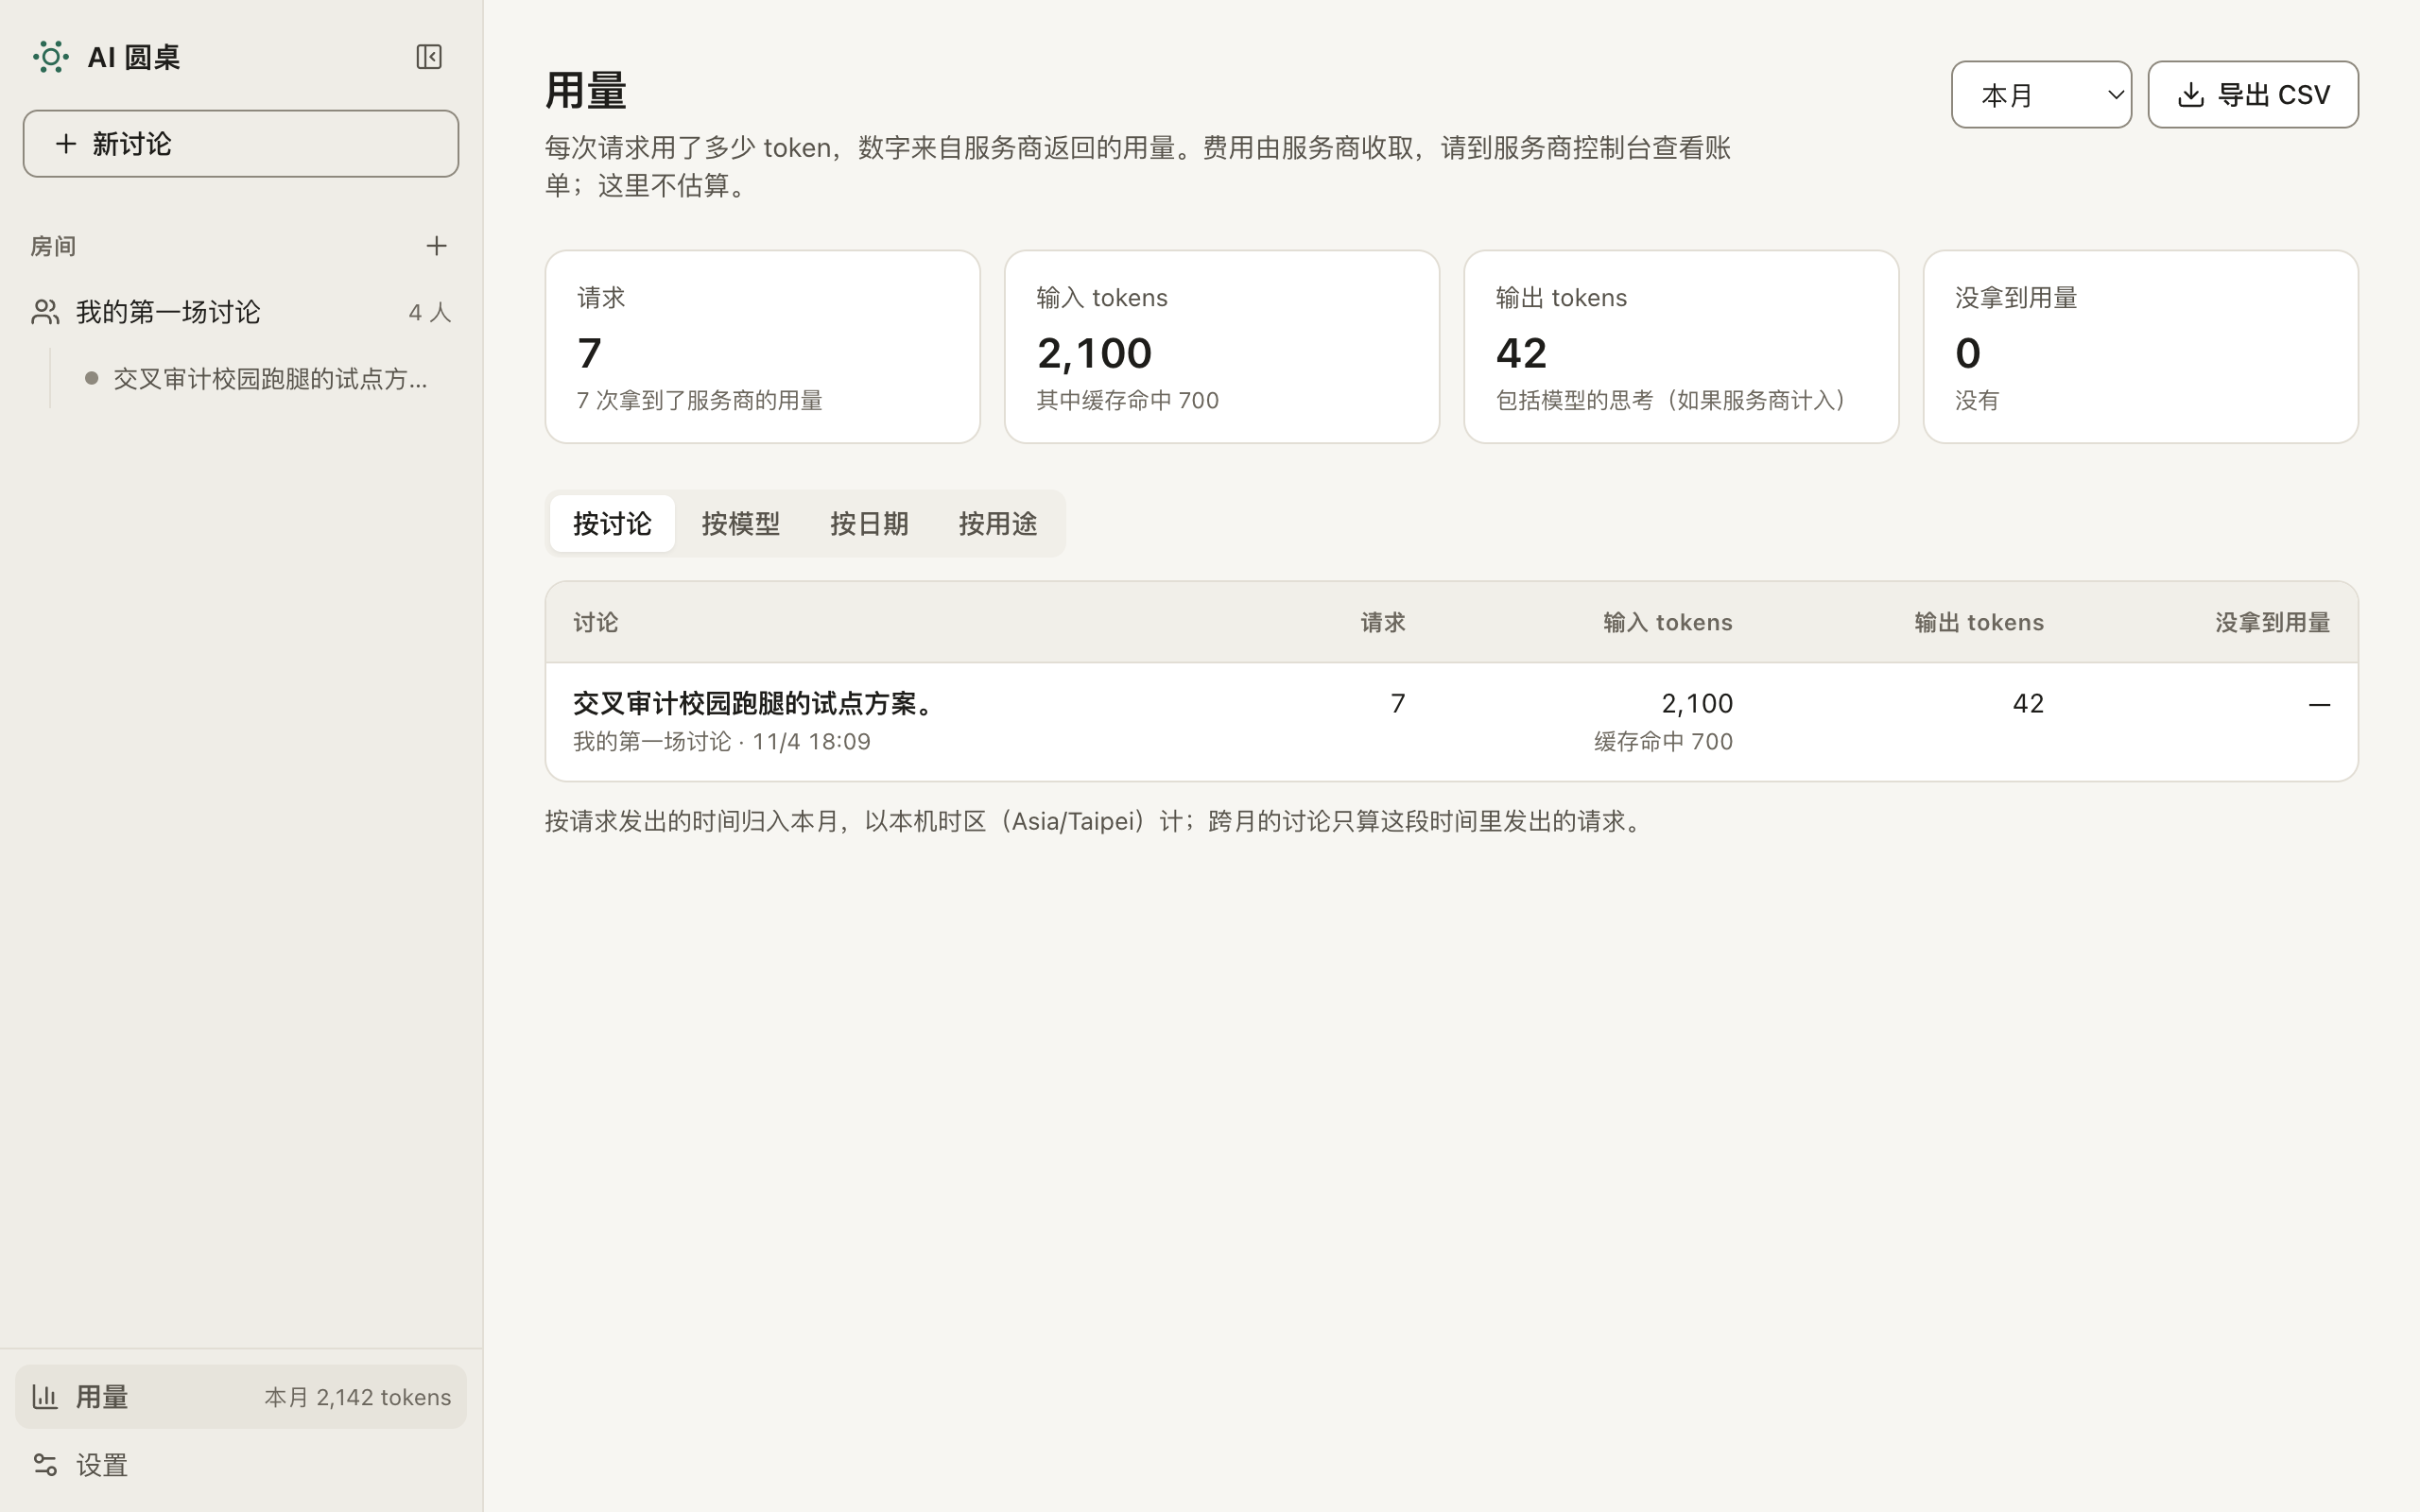 AI 圆桌
新讨论
房间
我的第一场讨论 4 人
交叉审计校园跑腿的试点方...
用量 本月 2,142 tokens
设置
用量
本月
导出 CSV
每次请求用了多少 token，数字来自服务商返回的用量。费用由服务商收取，请到服务商控制台查看账
单；这里不估算。
请求
7
7 次拿到了服务商的用量
输入 tokens
2,100
其中缓存命中 700
输出 tokens
42
包括模型的思考（如果服务商计入）
没拿到用量
0
没有
按讨论 按模型 按日期 按用途
讨论 请求 输入 tokens 输出 tokens 没拿到用量
交叉审计校园跑腿的试点方案。 7 2,100 42 —
我的第一场讨论 · 11/4 18:09 缓存命中 700
按请求发出的时间归入本月，以本机时区（Asia/Taipei）计；跨月的讨论只算这段时间里发出的请求。